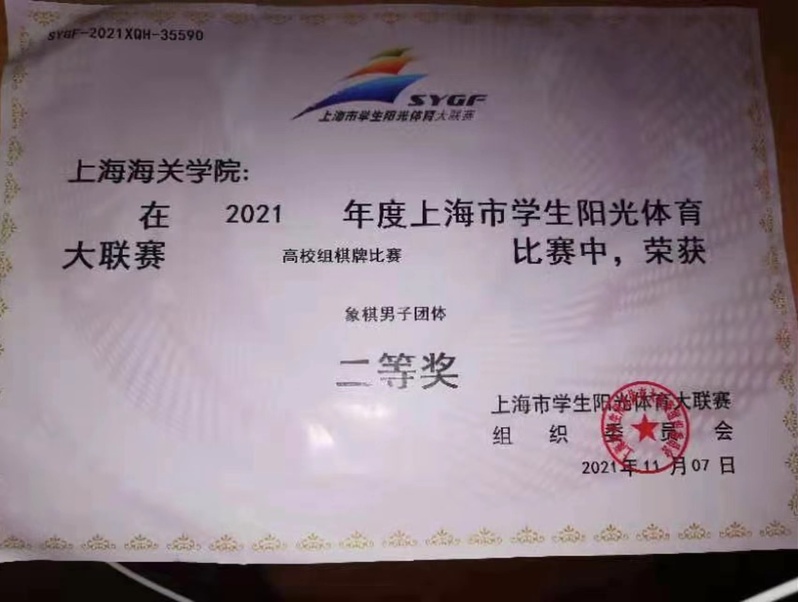 SYGF-2021XQH-35590
SYGF
上海市学生阳光体育大联赛
上海海关学院:
在 2021 年度上海市学生阳光体育
大联赛 高校组棋牌比赛 比赛中，荣获
象棋男子团体
二等奖
上海市学生阳光体育大联赛
组织委员会
2021年11月07日